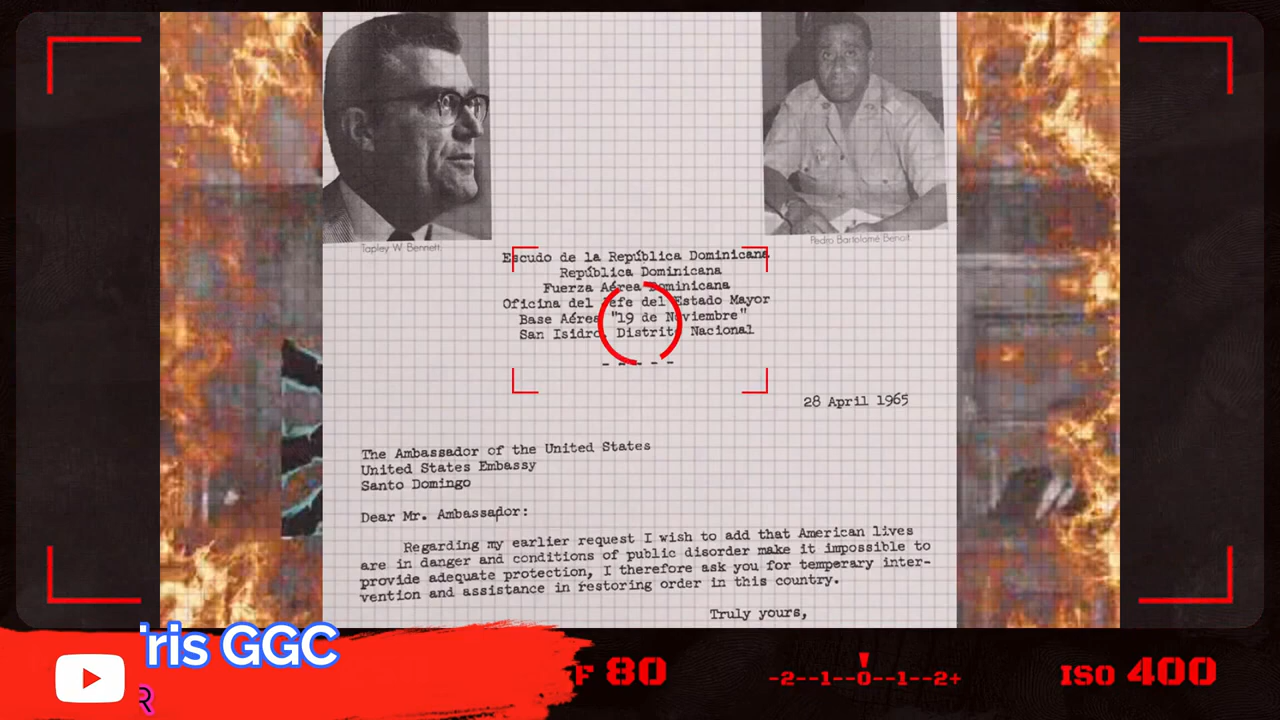 Tapley W. Bennett.
Pedro Bartolomé Benoit
Escudo de la República Dominicana
República Dominicana
Fuerza Aérea Dominicana
Oficina del Jefe del Estado Mayor
Base Aérea "19 de Noviembre"
San Isidro, Distrito Nacional
- - - - -
28 April 1965
The Ambassador of the United States
United States Embassy
Santo Domingo
Dear Mr. Ambassador:
Regarding my earlier request I wish to add that American lives
are in danger and conditions of public disorder make it impossible to
provide adequate protection, I therefore ask you for temporary inter-
vention and assistance in restoring order in this country.
Truly yours,
ris GGC
R
F 80
-2--1--0--1--2+
ISO 400